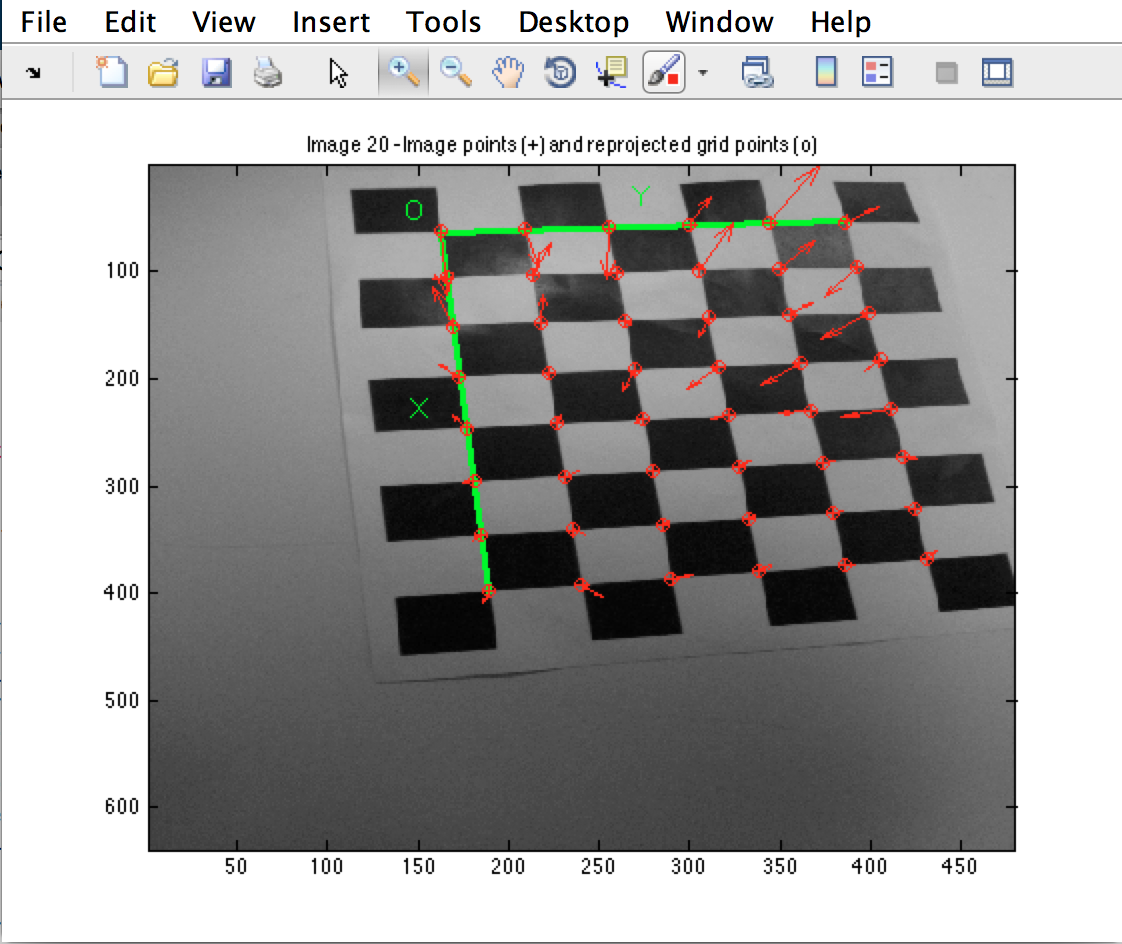 File Edit View Insert Tools Desktop Window Help
Image 20 - Image points (+) and reprojected grid points (o)
O
Y
100
200
X
300
400
500
600
50 100 150 200 250 300 350 400 450